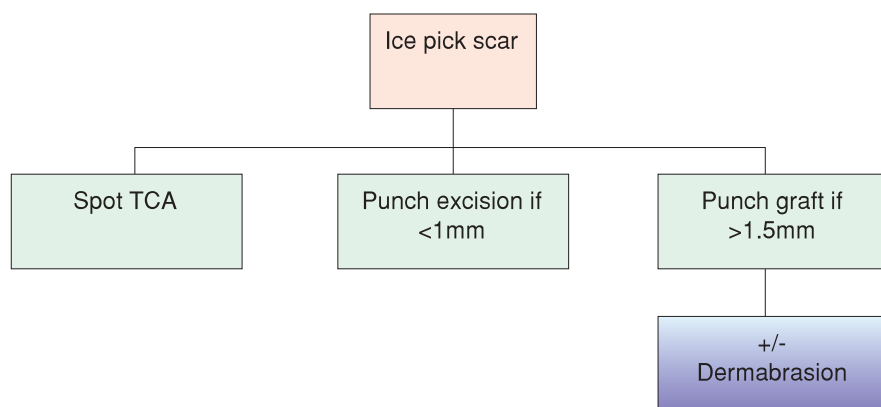 Ice pick scar
Spot TCA
Punch excision if
<1mm
Punch graft if
>1.5mm
+/-
Dermabrasion